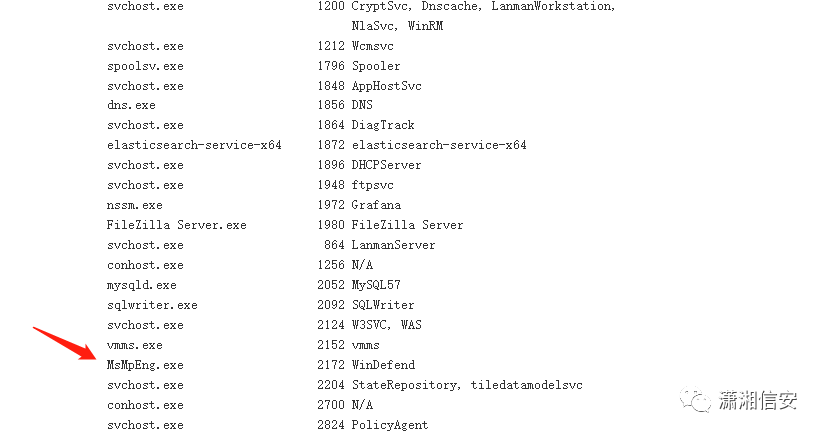 svchost.exe 1200 CryptSvc, Dnscache, LanmanWorkstation,
NlaSvc, WinRM
svchost.exe 1212 Wcmsvc
spoolsv.exe 1796 Spooler
svchost.exe 1848 AppHostSvc
dns.exe 1856 DNS
svchost.exe 1864 DiagTrack
elasticsearch-service-x64 1872 elasticsearch-service-x64
svchost.exe 1896 DHCPServer
svchost.exe 1948 ftpsvc
nssm.exe 1972 Grafana
FileZilla Server.exe 1980 FileZilla Server
svchost.exe 864 LanmanServer
conhost.exe 1256 N/A
mysqld.exe 2052 MySQL57
sqlwriter.exe 2092 SQLWriter
svchost.exe 2124 W3SVC, WAS
vmms.exe 2152 vmms
MsMpEng.exe 2172 WinDefend
svchost.exe 2204 StateRepository, tiledatamodelsvc
conhost.exe 2700 N/A
svchost.exe 2824 PolicyAgent
潇湘信安